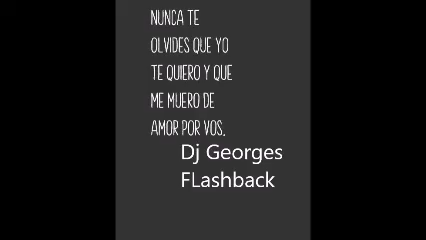 NUNCA TE
OLVIDES QUE YO
TE QUIERO Y QUE
ME MUERO DE
AMOR POR VOS.
Dj Georges
FLashback